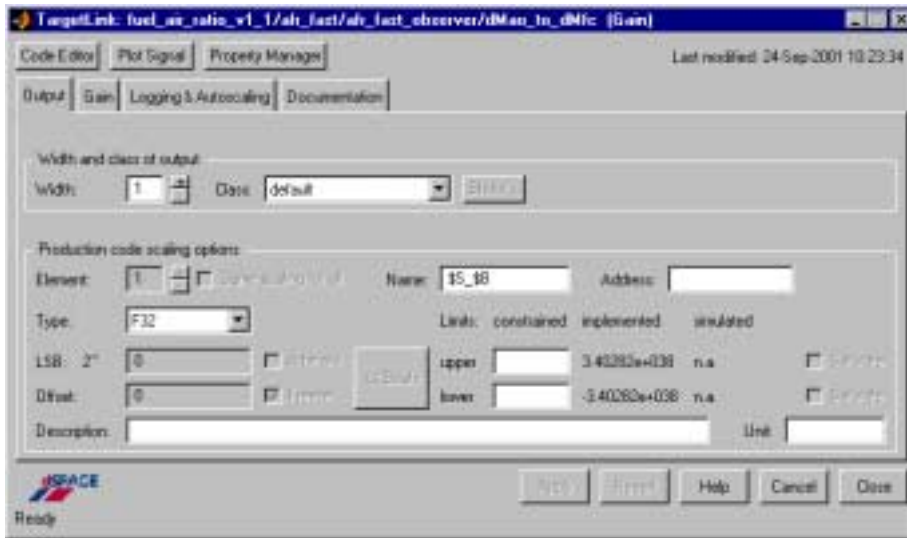 TargetLink: fuel_air_ratio_v1_1/afr_fast/afr_fast_observer/dMan_to_dMfc (Gain)
Code Editor Plot Signal Property Manager Last modified: 24-Sep-2001 18:23:34
Output Gain Logging & Autoscaling Documentation
Width and class of output
Width: 1 Class: default
Production code scaling options
Element: 1 Name: $S_$B Address:
Type: F32 Limits: constrained implemented simulated
LSB: 2^ 0 upper 3.40282e+038 n.a.
Offset: 0 lower -3.40282e+038 n.a.
Description: Unit:
dSPACE
Help Cancel Close
Ready